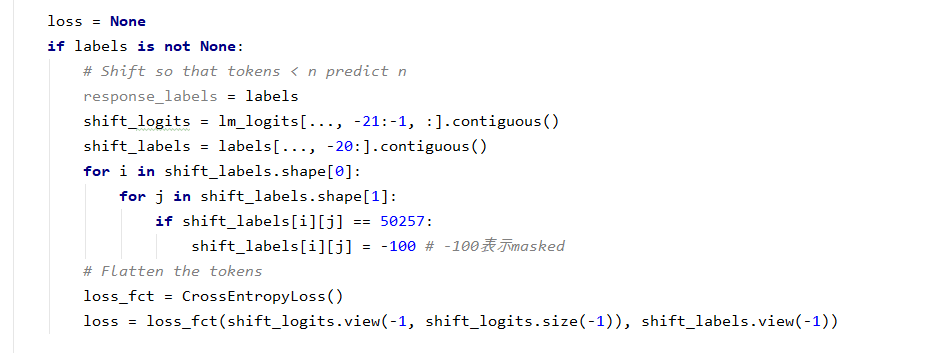 loss = None
if labels is not None:
    # Shift so that tokens < n predict n
    response_labels = labels
    shift_logits = lm_logits[..., -21:-1, :].contiguous()
    shift_labels = labels[..., -20:].contiguous()
    for i in shift_labels.shape[0]:
        for j in shift_labels.shape[1]:
            if shift_labels[i][j] == 50257:
                shift_labels[i][j] = -100 # -100表示masked
    # Flatten the tokens
    loss_fct = CrossEntropyLoss()
    loss = loss_fct(shift_logits.view(-1, shift_logits.size(-1)), shift_labels.view(-1))